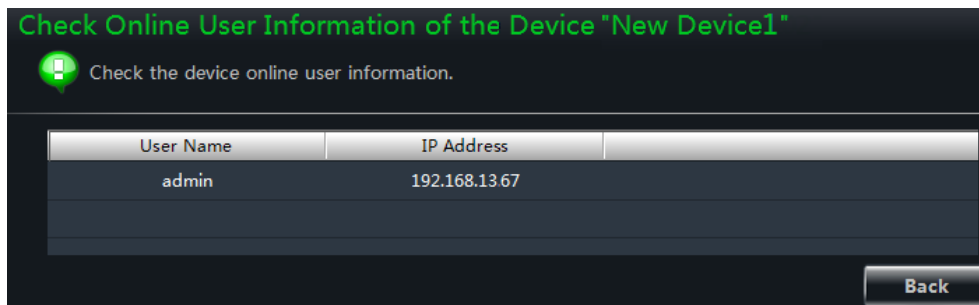 Check Online User Information of the Device "New Device1"
Check the device online user information.
User Name IP Address
admin 192.168.13.67
Back